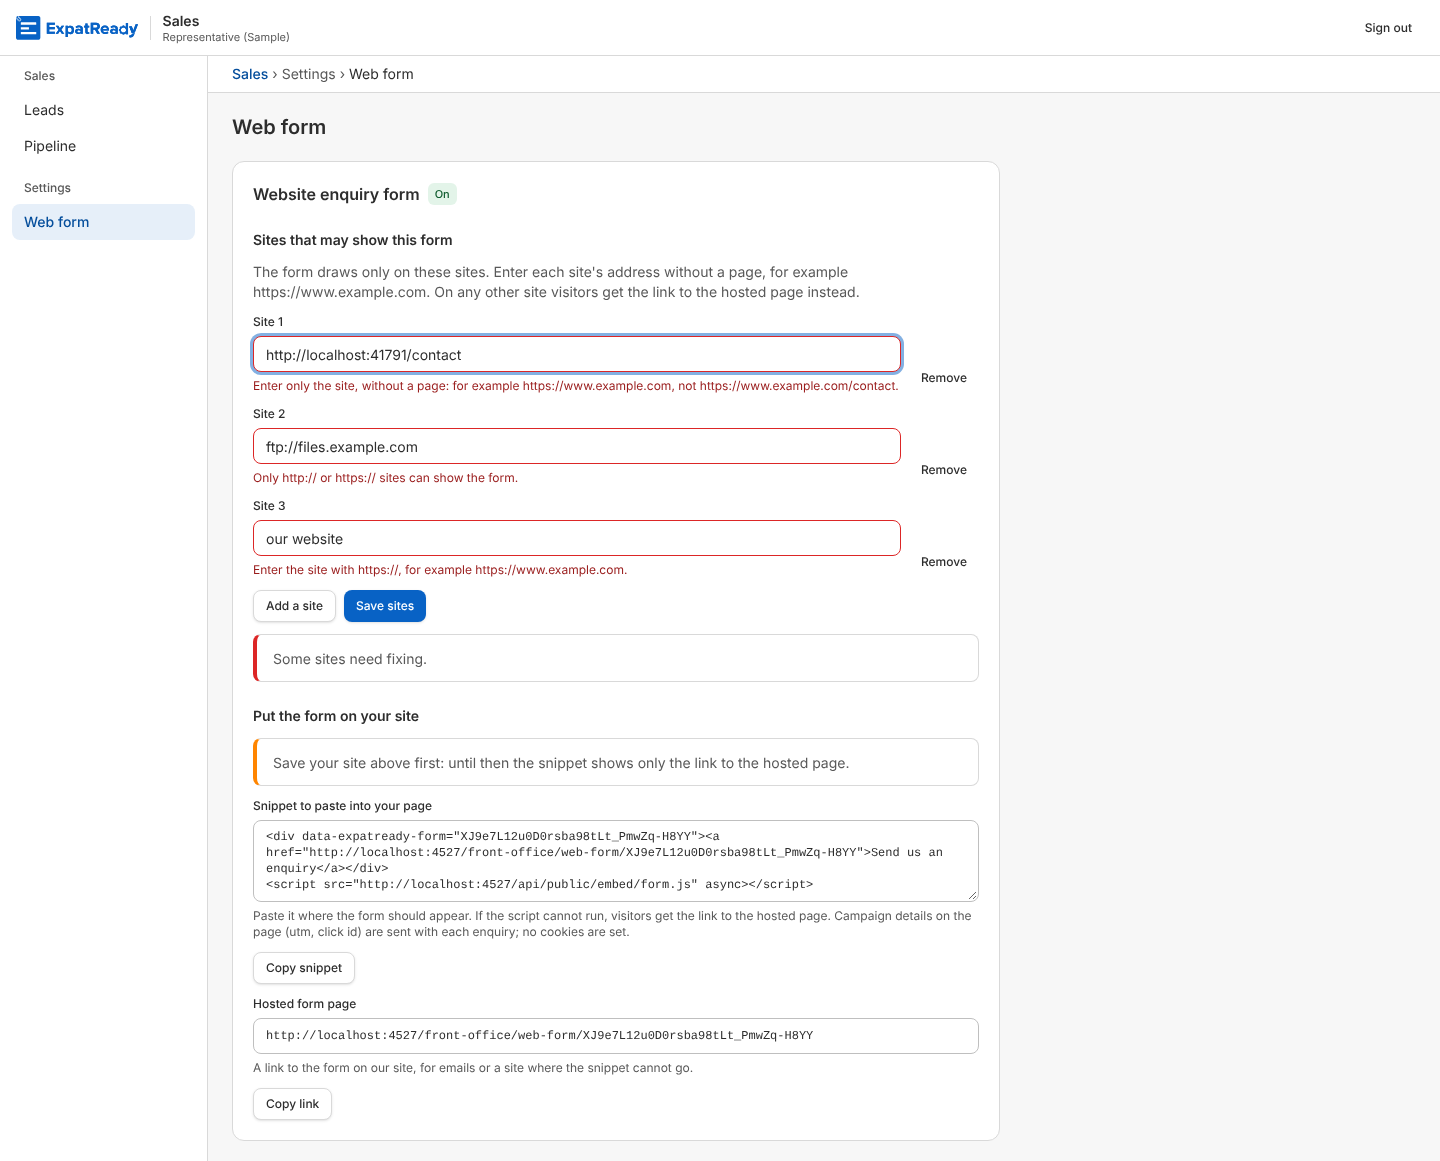 ExpatReady
Sales
Representative (Sample)
Sign out
Sales
Leads
Pipeline
Settings
Web form
Sales › Settings › Web form
Web form
Website enquiry form On
Sites that may show this form
The form draws only on these sites. Enter each site's address without a page, for example
https://www.example.com. On any other site visitors get the link to the hosted page instead.
Site 1
http://localhost:41791/contact
Enter only the site, without a page: for example https://www.example.com, not https://www.example.com/contact.
Remove
Site 2
ftp://files.example.com
Only http:// or https:// sites can show the form.
Remove
Site 3
our website
Enter the site with https://, for example https://www.example.com.
Remove
Add a site Save sites
Some sites need fixing.
Put the form on your site
Save your site above first: until then the snippet shows only the link to the hosted page.
Snippet to paste into your page
<div data-expatready-form="XJ9e7L12u0D0rsba98tLt_PmwZq-H8YY"><a
href="http://localhost:4527/front-office/web-form/XJ9e7L12u0D0rsba98tLt_PmwZq-H8YY">Send us an
enquiry</a></div>
<script src="http://localhost:4527/api/public/embed/form.js" async></script>
Paste it where the form should appear. If the script cannot run, visitors get the link to the hosted page. Campaign details on the
page (utm, click id) are sent with each enquiry; no cookies are set.
Copy snippet
Hosted form page
http://localhost:4527/front-office/web-form/XJ9e7L12u0D0rsba98tLt_PmwZq-H8YY
A link to the form on our site, for emails or a site where the snippet cannot go.
Copy link